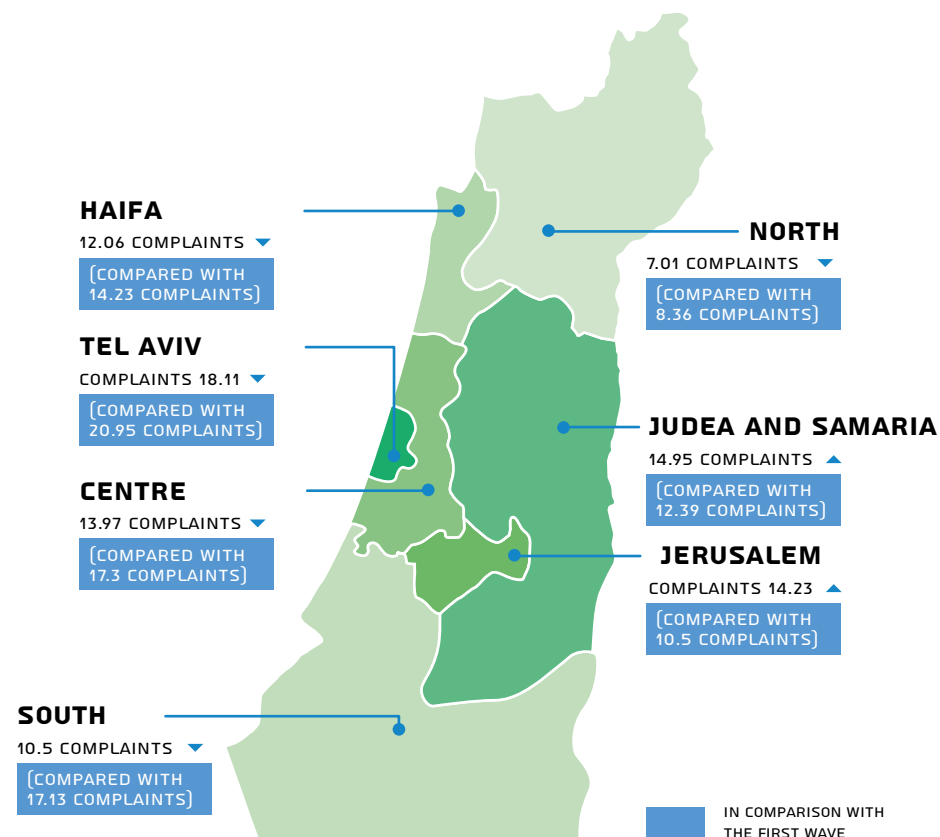 HAIFA
12.06 COMPLAINTS
(COMPARED WITH
14.23 COMPLAINTS)
TEL AVIV
COMPLAINTS 18.11
(COMPARED WITH
20.95 COMPLAINTS)
CENTRE
13.97 COMPLAINTS
(COMPARED WITH
17.3 COMPLAINTS)
SOUTH
10.5 COMPLAINTS
(COMPARED WITH
17.13 COMPLAINTS)
NORTH
7.01 COMPLAINTS
(COMPARED WITH
8.36 COMPLAINTS)
JUDEA AND SAMARIA
14.95 COMPLAINTS
(COMPARED WITH
12.39 COMPLAINTS)
JERUSALEM
COMPLAINTS 14.23
(COMPARED WITH
10.5 COMPLAINTS)
IN COMPARISON WITH
THE FIRST WAVE